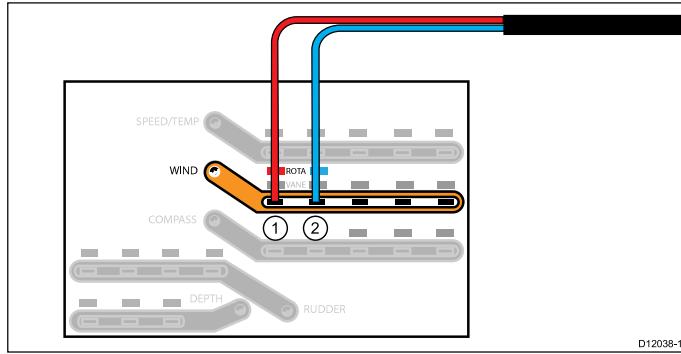 SPEED/TEMP
WIND
ROTA
VANE
1 2
COMPASS
DEPTH
RUDDER
D12038-1